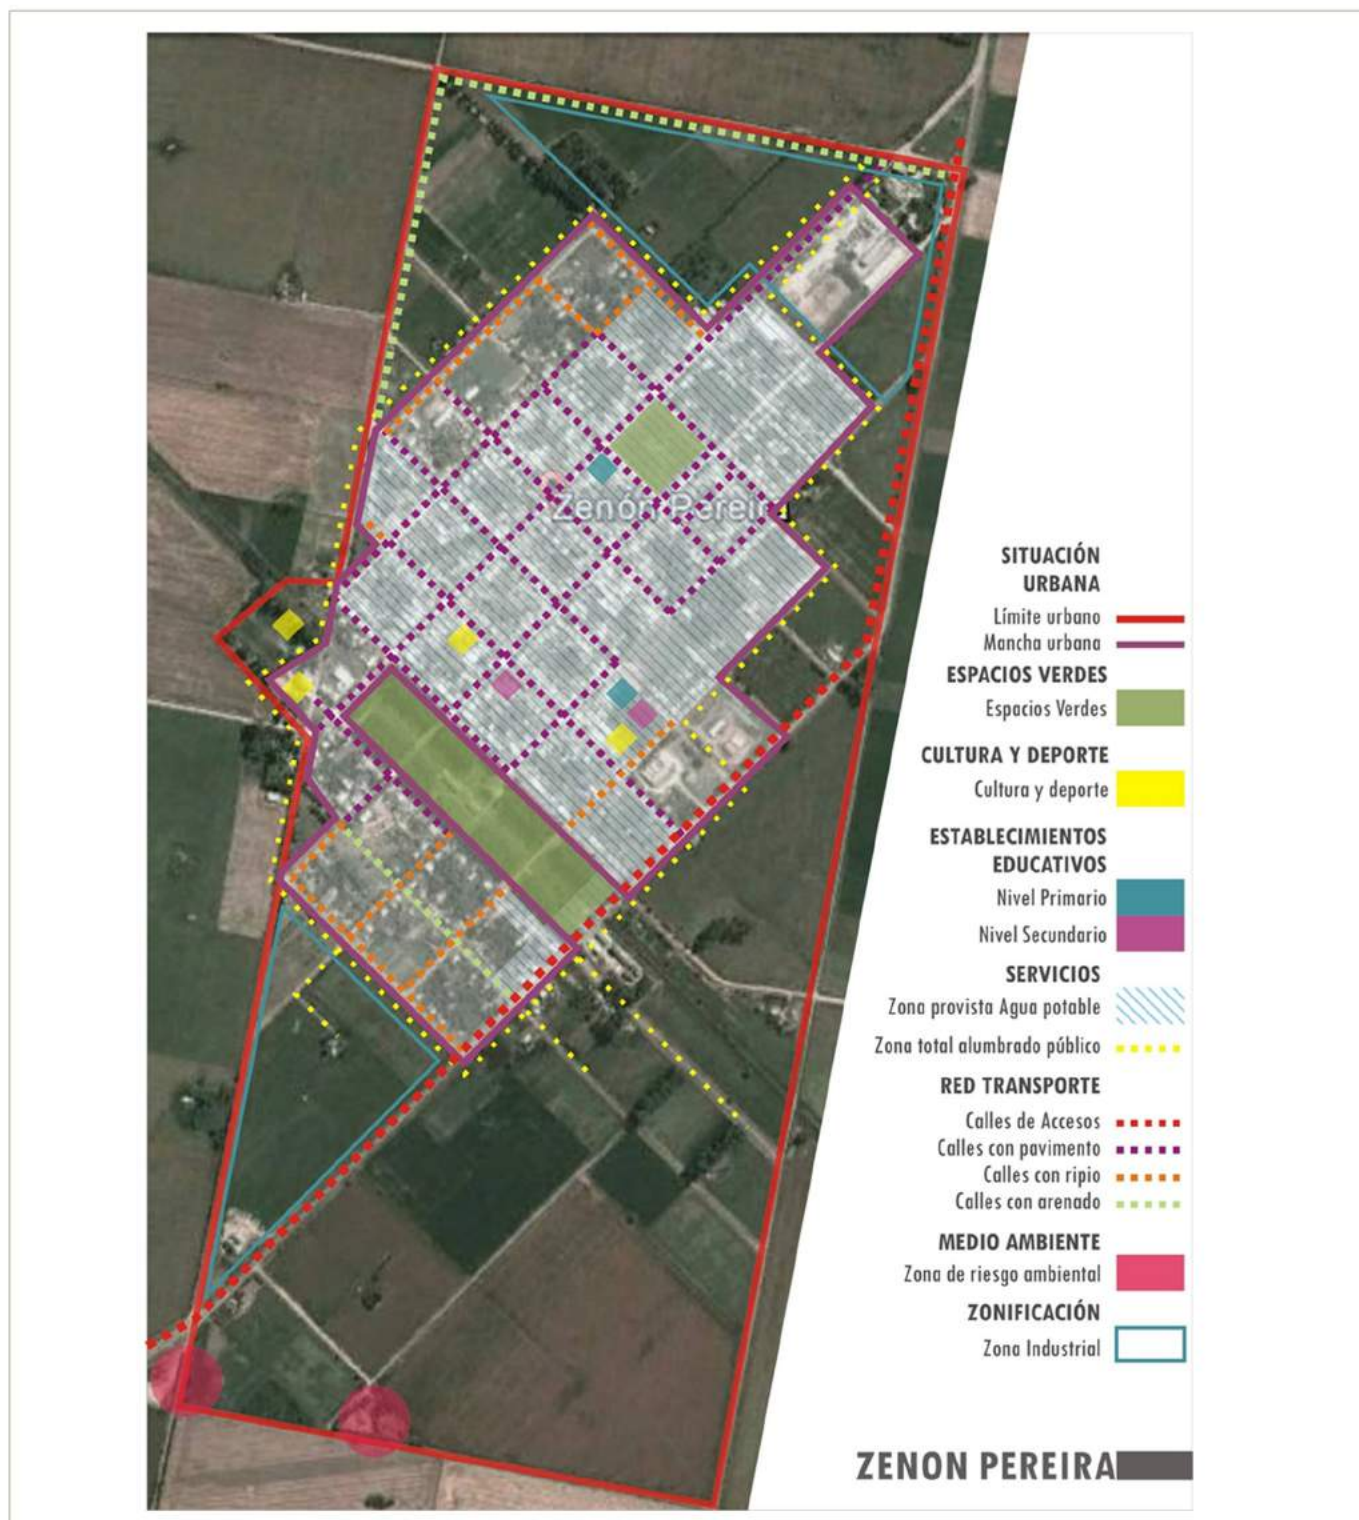 Zenón Pereira
SITUACIÓN
URBANA
Límite urbano
Mancha urbana
ESPACIOS VERDES
Espacios Verdes
CULTURA Y DEPORTE
Cultura y deporte
ESTABLECIMIENTOS
EDUCATIVOS
Nivel Primario
Nivel Secundario
SERVICIOS
Zona provista Agua potable
Zona total alumbrado público
RED TRANSPORTE
Calles de Accesos
Calles con pavimento
Calles con ripio
Calles con arenado
MEDIO AMBIENTE
Zona de riesgo ambiental
ZONIFICACIÓN
Zona Industrial
ZENON PEREIRA